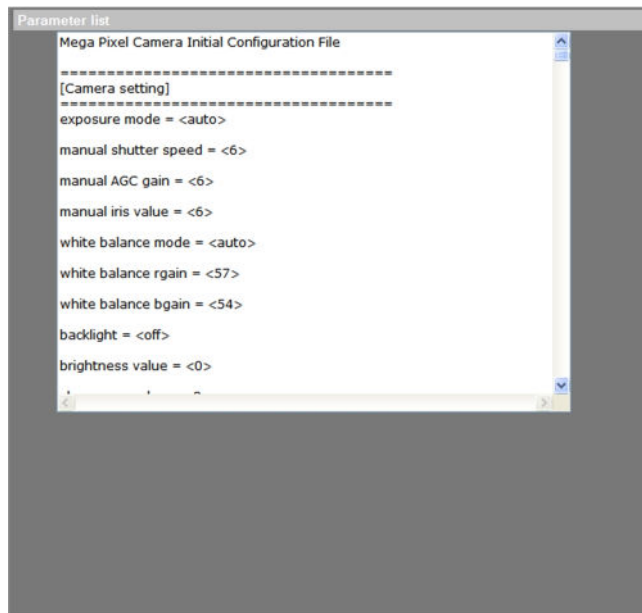 Parameter list
Mega Pixel Camera Initial Configuration File
====================================
[Camera setting]
====================================
exposure mode = <auto>
manual shutter speed = <6>
manual AGC gain = <6>
manual iris value = <6>
white balance mode = <auto>
white balance rgain = <57>
white balance bgain = <54>
backlight = <off>
brightness value = <0>